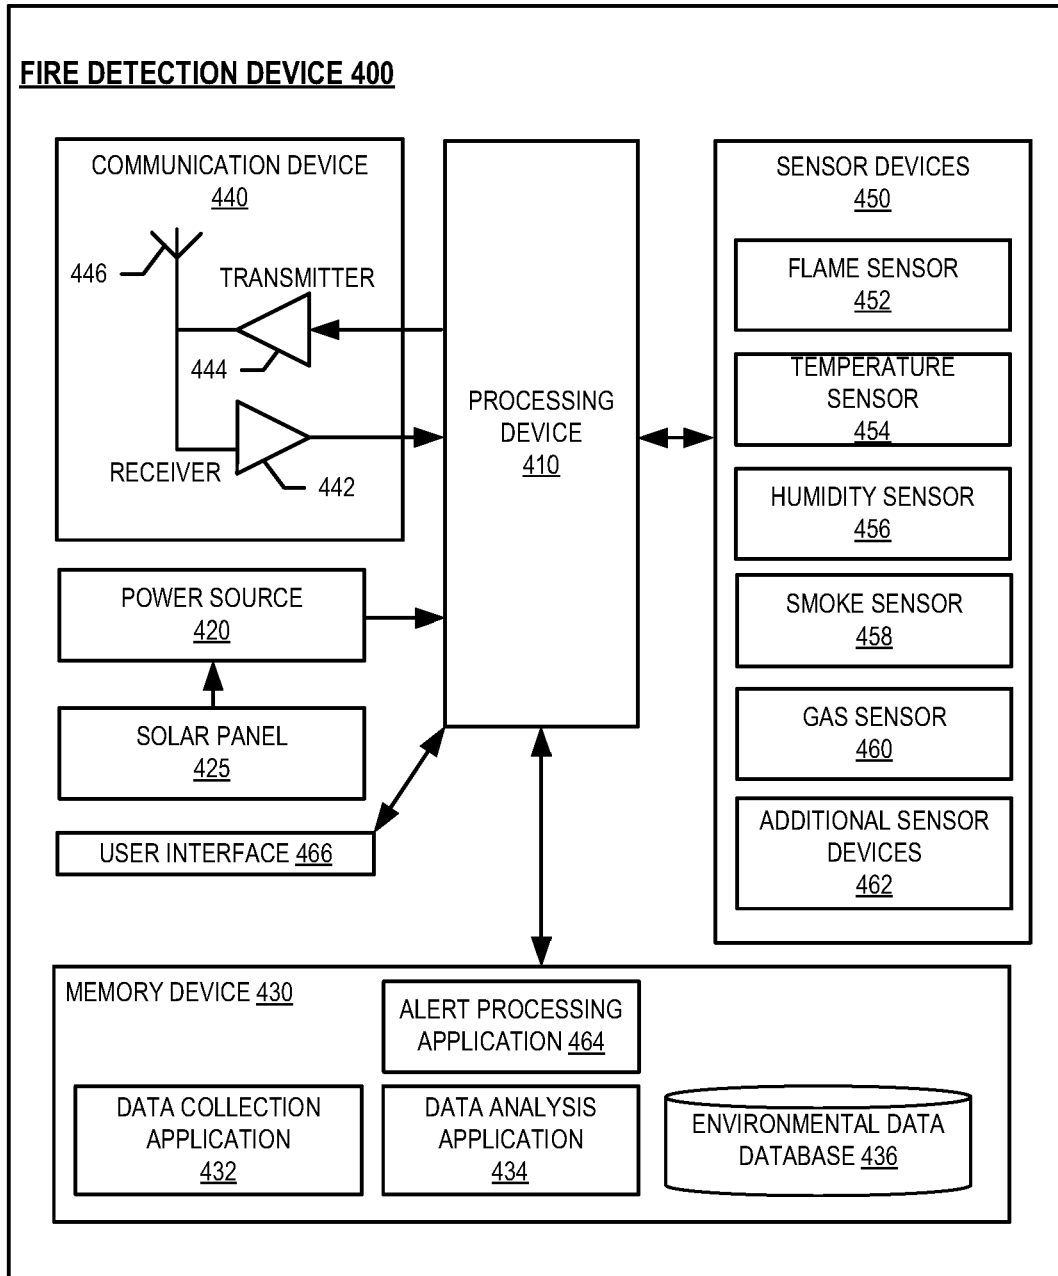 FIRE DETECTION DEVICE 400
COMMUNICATION DEVICE
440
446
TRANSMITTER
444
RECEIVER
442
POWER SOURCE
420
SOLAR PANEL
425
USER INTERFACE 466
PROCESSING
DEVICE
410
SENSOR DEVICES
450
FLAME SENSOR
452
TEMPERATURE
SENSOR
454
HUMIDITY SENSOR
456
SMOKE SENSOR
458
GAS SENSOR
460
ADDITIONAL SENSOR
DEVICES
462
MEMORY DEVICE 430
ALERT PROCESSING
APPLICATION 464
DATA COLLECTION
APPLICATION
432
DATA ANALYSIS
APPLICATION
434
ENVIRONMENTAL DATA
DATABASE 436